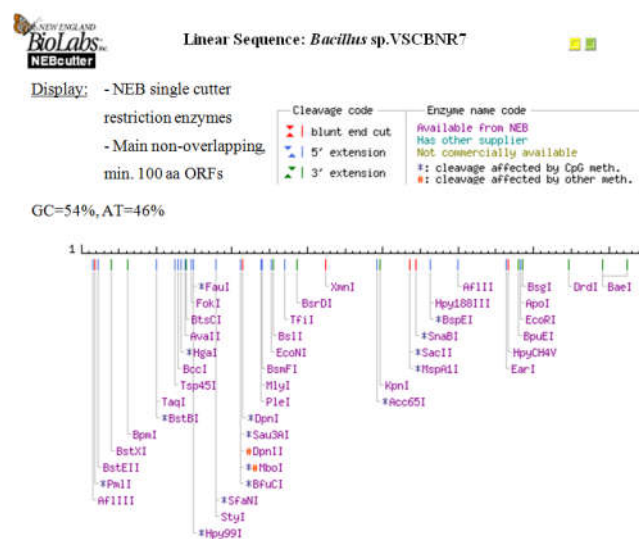 NEW ENGLAND
BioLabs Inc.
NEBcutter
Linear Sequence: Bacillus sp.VSCBNR7
Display: - NEB single cutter
restriction enzymes
- Main non-overlapping,
min. 100 aa ORFs
GC=54%, AT=46%
Cleavage code
blunt end cut
5' extension
3' extension
Enzyme name code
Available from NEB
Has other supplier
Not commercially available
*: cleavage affected by CpG meth.
#: cleavage affected by other meth.
1
*FauI XmnI AflII BsgI DrdI BaeI
FokI BsrDI Hpy188III ApoI
BtsCI TfiI *BspEI EcoRI
AvaII BslI *SnaBI BpuEI
*HgaI EcoNI *SacII HpyCH4V
BccI BsmFI *MspA1I EarI
Tsp45I MlyI KpnI
TaqI PleI *Acc65I
*BstBI *DpnI
BpmI *Sau3AI
BstXI #DpnII
BstEII *#MboI
*PmlI *BfuCI
AflIII *SfaNI
StyI
*Hpy99I